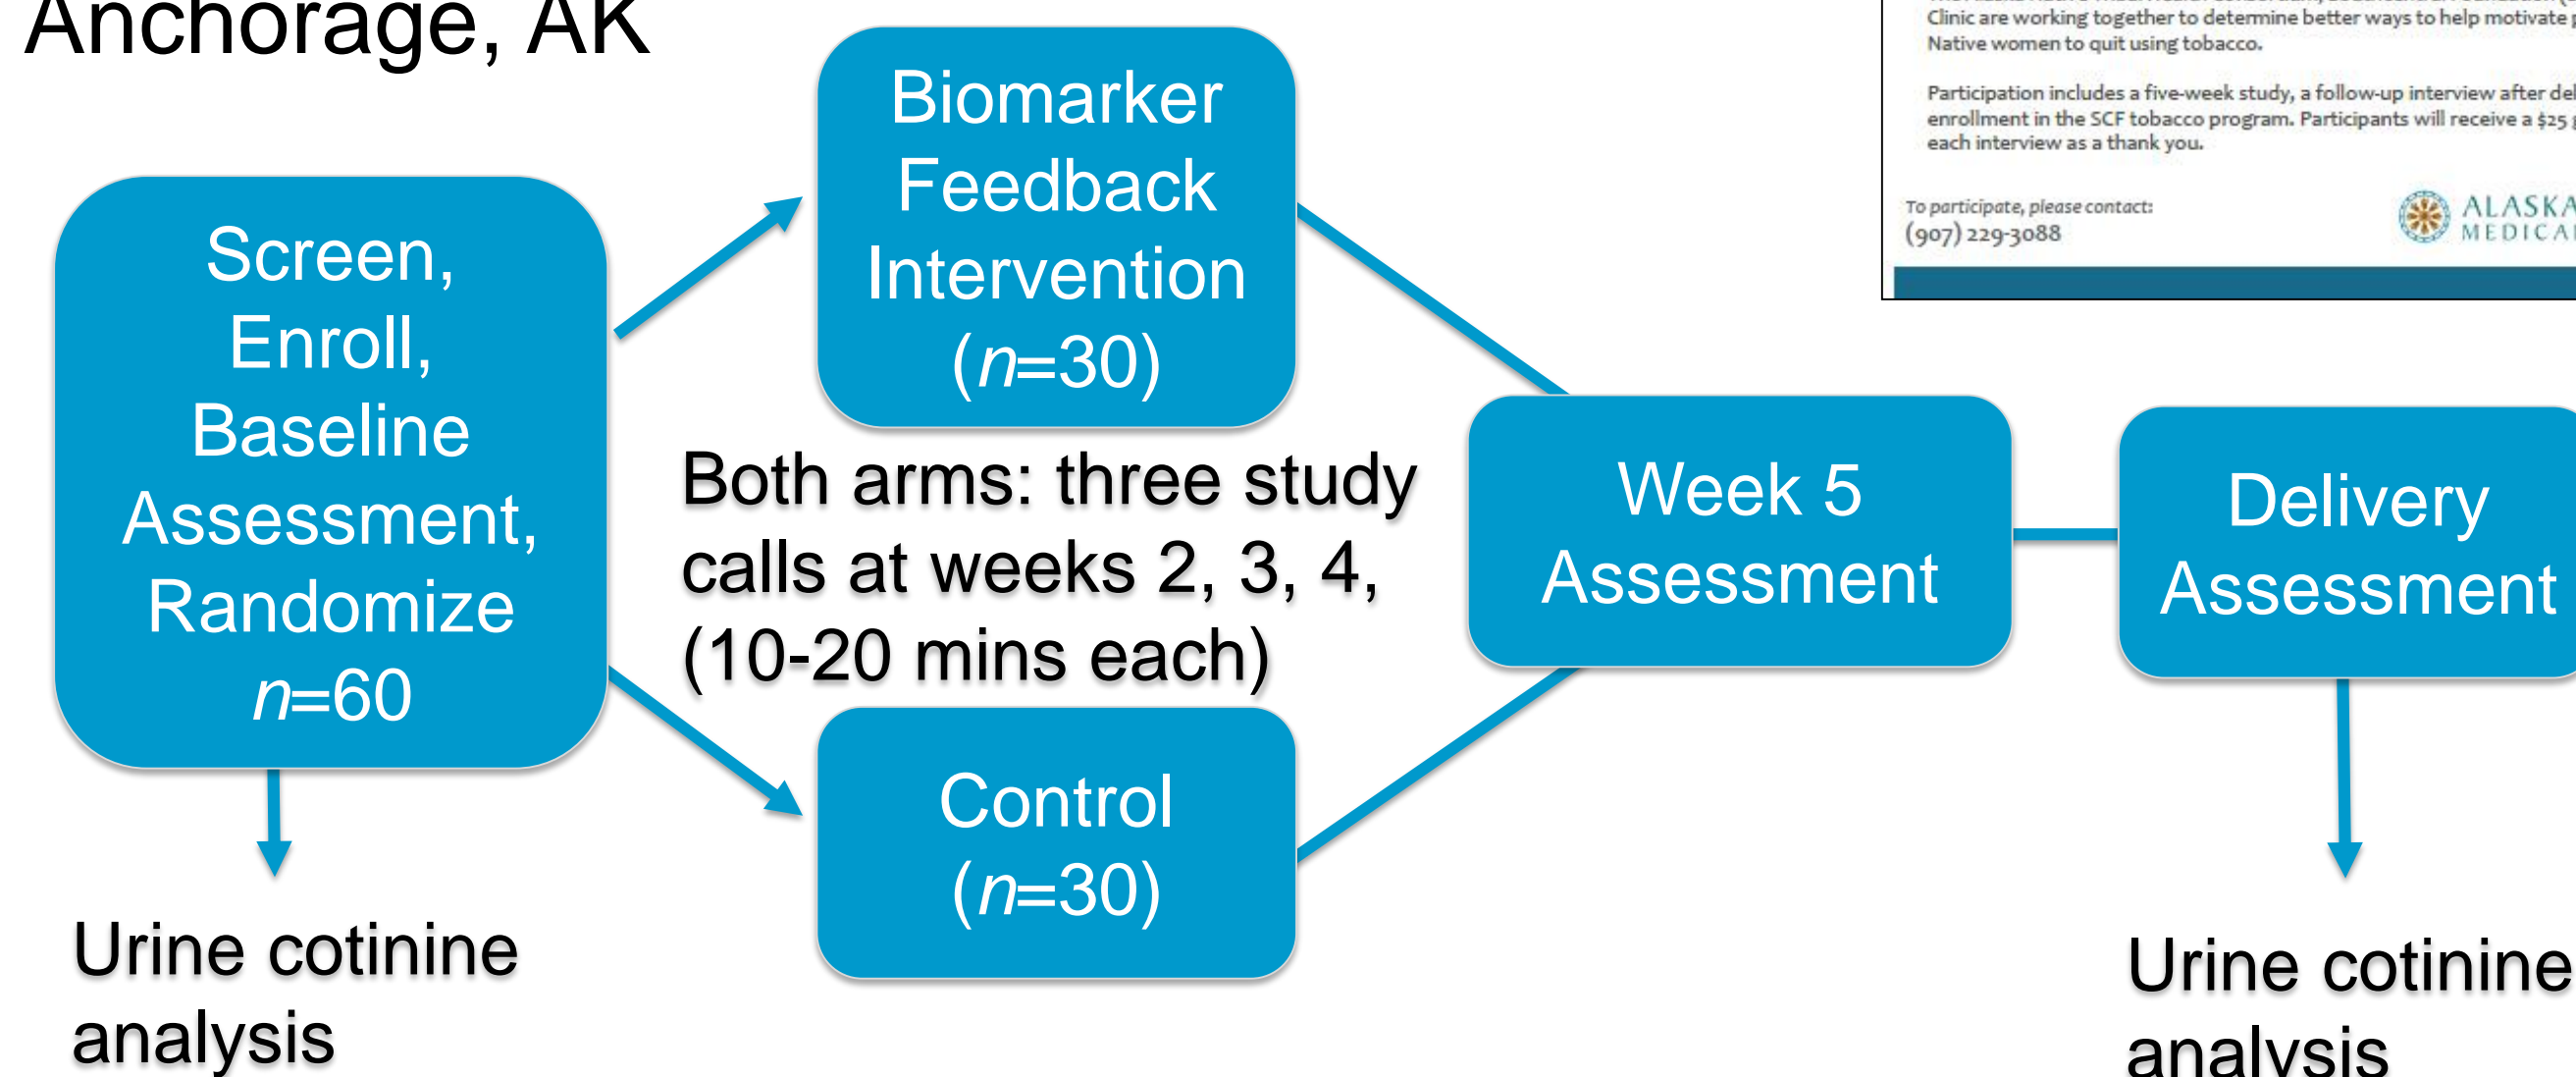 Anchorage, AK
Screen,
Enroll,
Baseline
Assessment,
Randomize
n=60
Urine cotinine
analysis
Biomarker
Feedback
Intervention
(n=30)
Both arms: three study
calls at weeks 2, 3, 4,
(10-20 mins each)
Control
(n=30)
Week 5
Assessment
Delivery
Assessment
Urine cotinine
analysis
Clinic are working together to determine better ways to help motivate
Native women to quit using tobacco.
Participation includes a five-week study, a follow-up interview after
enrollment in the SCF tobacco program. Participants will receive a $25
each interview as a thank you.
To participate, please contact:
(907) 229-3088
ALASKA
MEDICAL